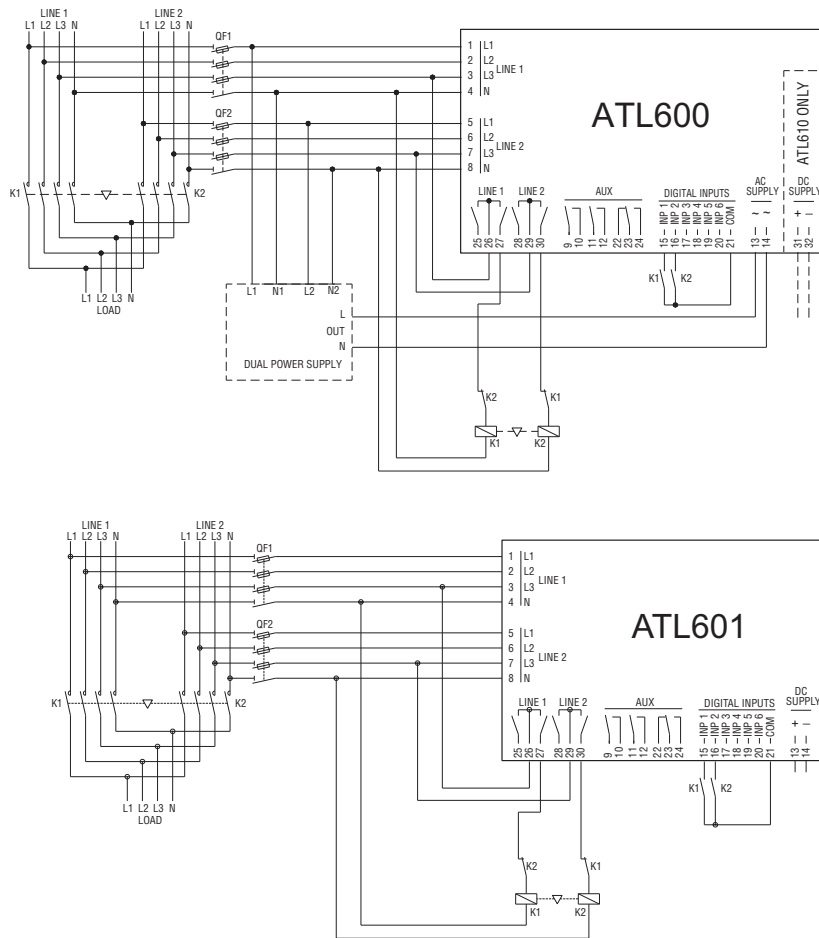 LINE 1 LINE 2
L1 L2 L3 N L1 L2 L3 N
QF1
1 L1
2 L2
3 L3
4 N
LINE 1
QF2
5 L1
6 L2
7 L3
8 N
LINE 2
ATL600
ATL610 ONLY
K1 K2
LINE 1 LINE 2 AUX DIGITAL INPUTS AC SUPPLY DC SUPPLY
INP 1 INP 2 INP 3 INP 4 INP 5 INP 6 COM ~ ~ + –
25 26 27 28 29 30 9 10 11 12 22 23 24 15 16 17 18 19 20 21 13 14 31 32
K1 K2
L1 L2 L3 N
LOAD
L1 N1 L2 N2
L
OUT
N
DUAL POWER SUPPLY
K2 K1
K1 K2
LINE 1 LINE 2
L1 L2 L3 N L1 L2 L3 N
QF1
1 L1
2 L2
3 L3
4 N
LINE 1
QF2
5 L1
6 L2
7 L3
8 N
LINE 2
ATL601
K1 K2
LINE 1 LINE 2 AUX DIGITAL INPUTS DC SUPPLY
INP 1 INP 2 INP 3 INP 4 INP 5 INP 6 COM + –
25 26 27 28 29 30 9 10 11 12 22 23 24 15 16 17 18 19 20 21 13 14
K1 K2
L1 L2 L3 N
LOAD
K2 K1
K1 K2